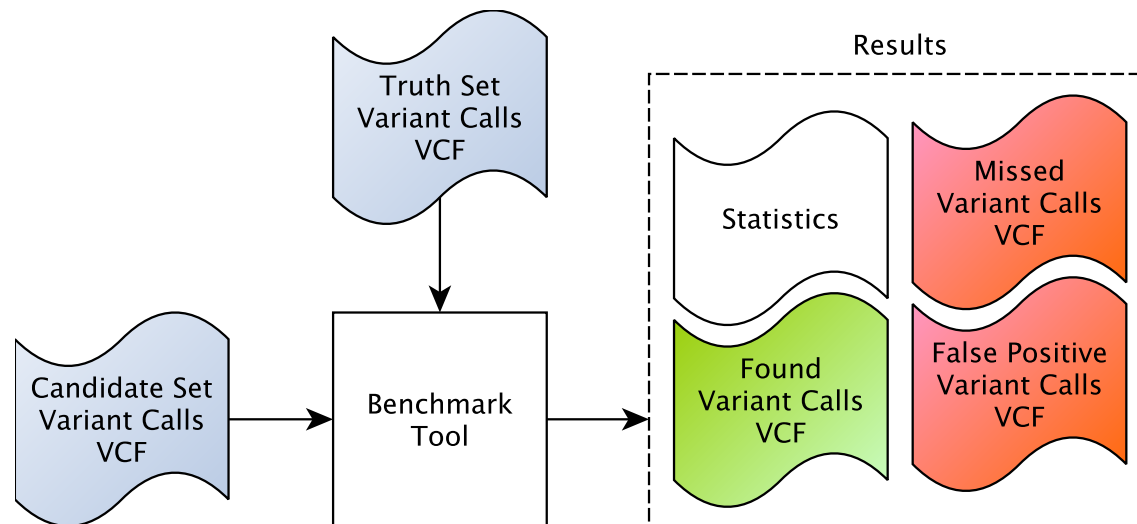 Results
Truth Set
Variant Calls
VCF
Statistics
Missed
Variant Calls
VCF
Candidate Set
Variant Calls
VCF
Benchmark
Tool
Found
Variant Calls
VCF
False Positive
Variant Calls
VCF